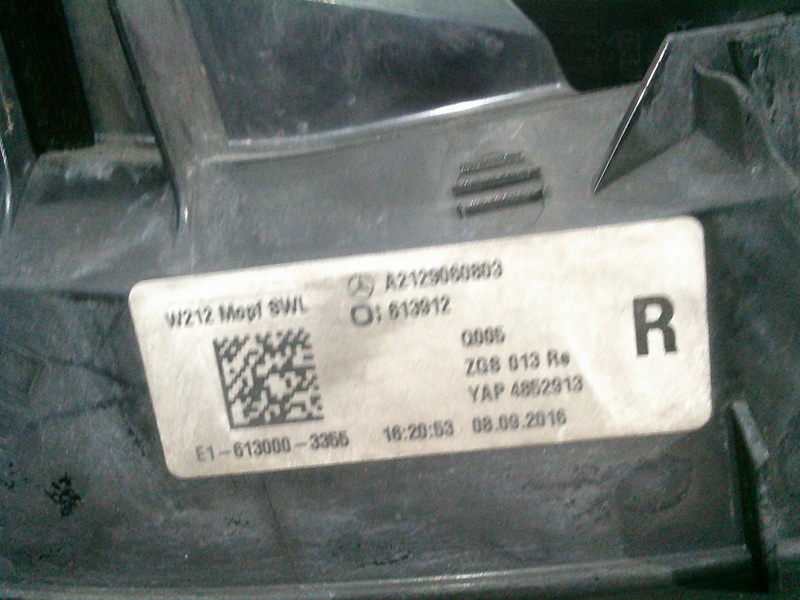 W212 Mopf SWL
A2129060803
613912
Q005
ZGS 013 Re
YAP 4852913
R
E1-613000-3355
16:20:53 08.09.2016